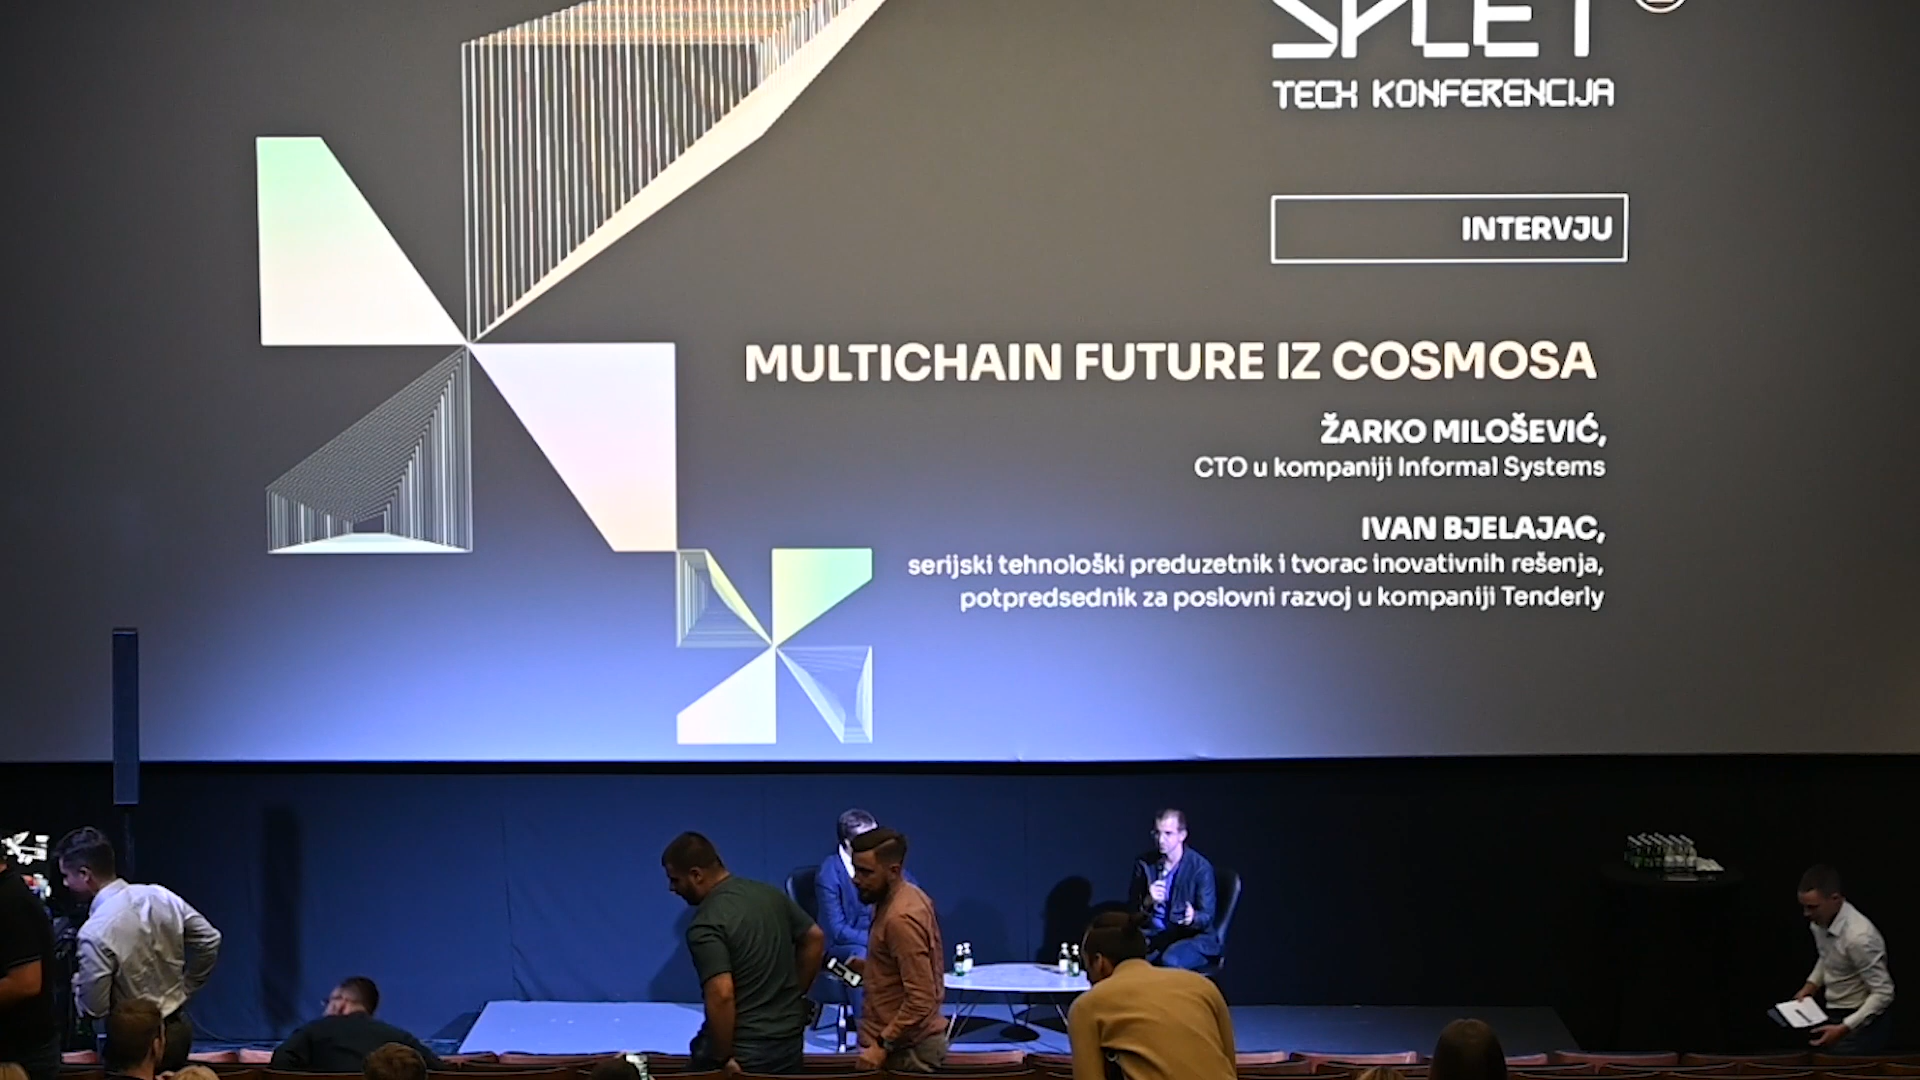 SPLET
TECH KONFERENCIJA
INTERVJU
MULTICHAIN FUTURE IZ COSMOSA
ŽARKO MILOŠEVIĆ,
CTO u kompaniji Informal Systems
IVAN BJELAJAC,
serijski tehnološki preduzetnik i tvorac inovativnih rešenja,
potpredsednik za poslovni razvoj u kompaniji Tenderly